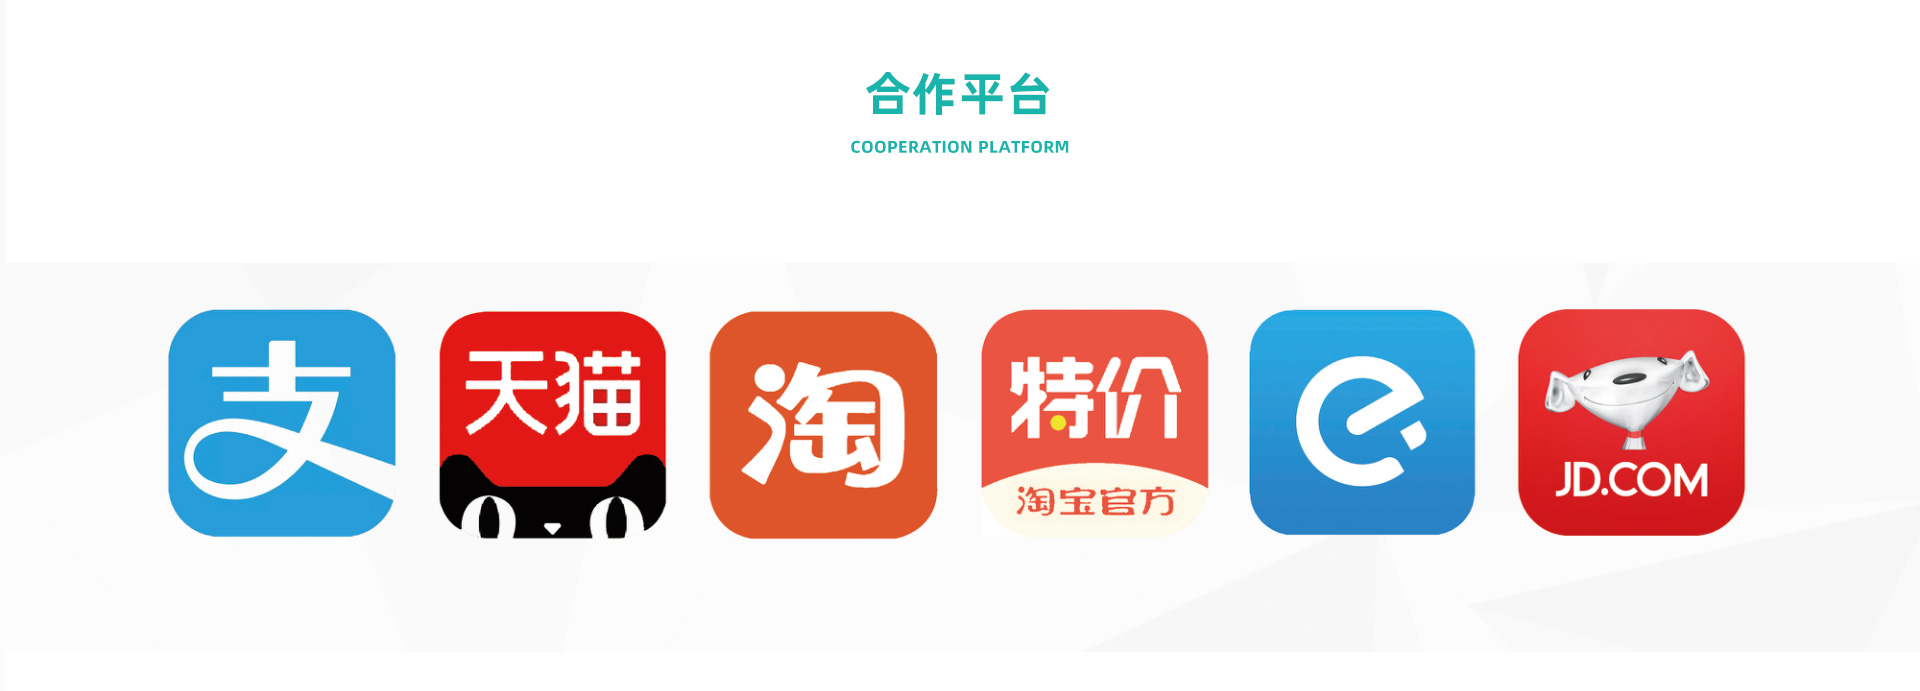 合作平台
COOPERATION PLATFORM
支
天猫
淘
特价
淘宝官方
e
JD.COM